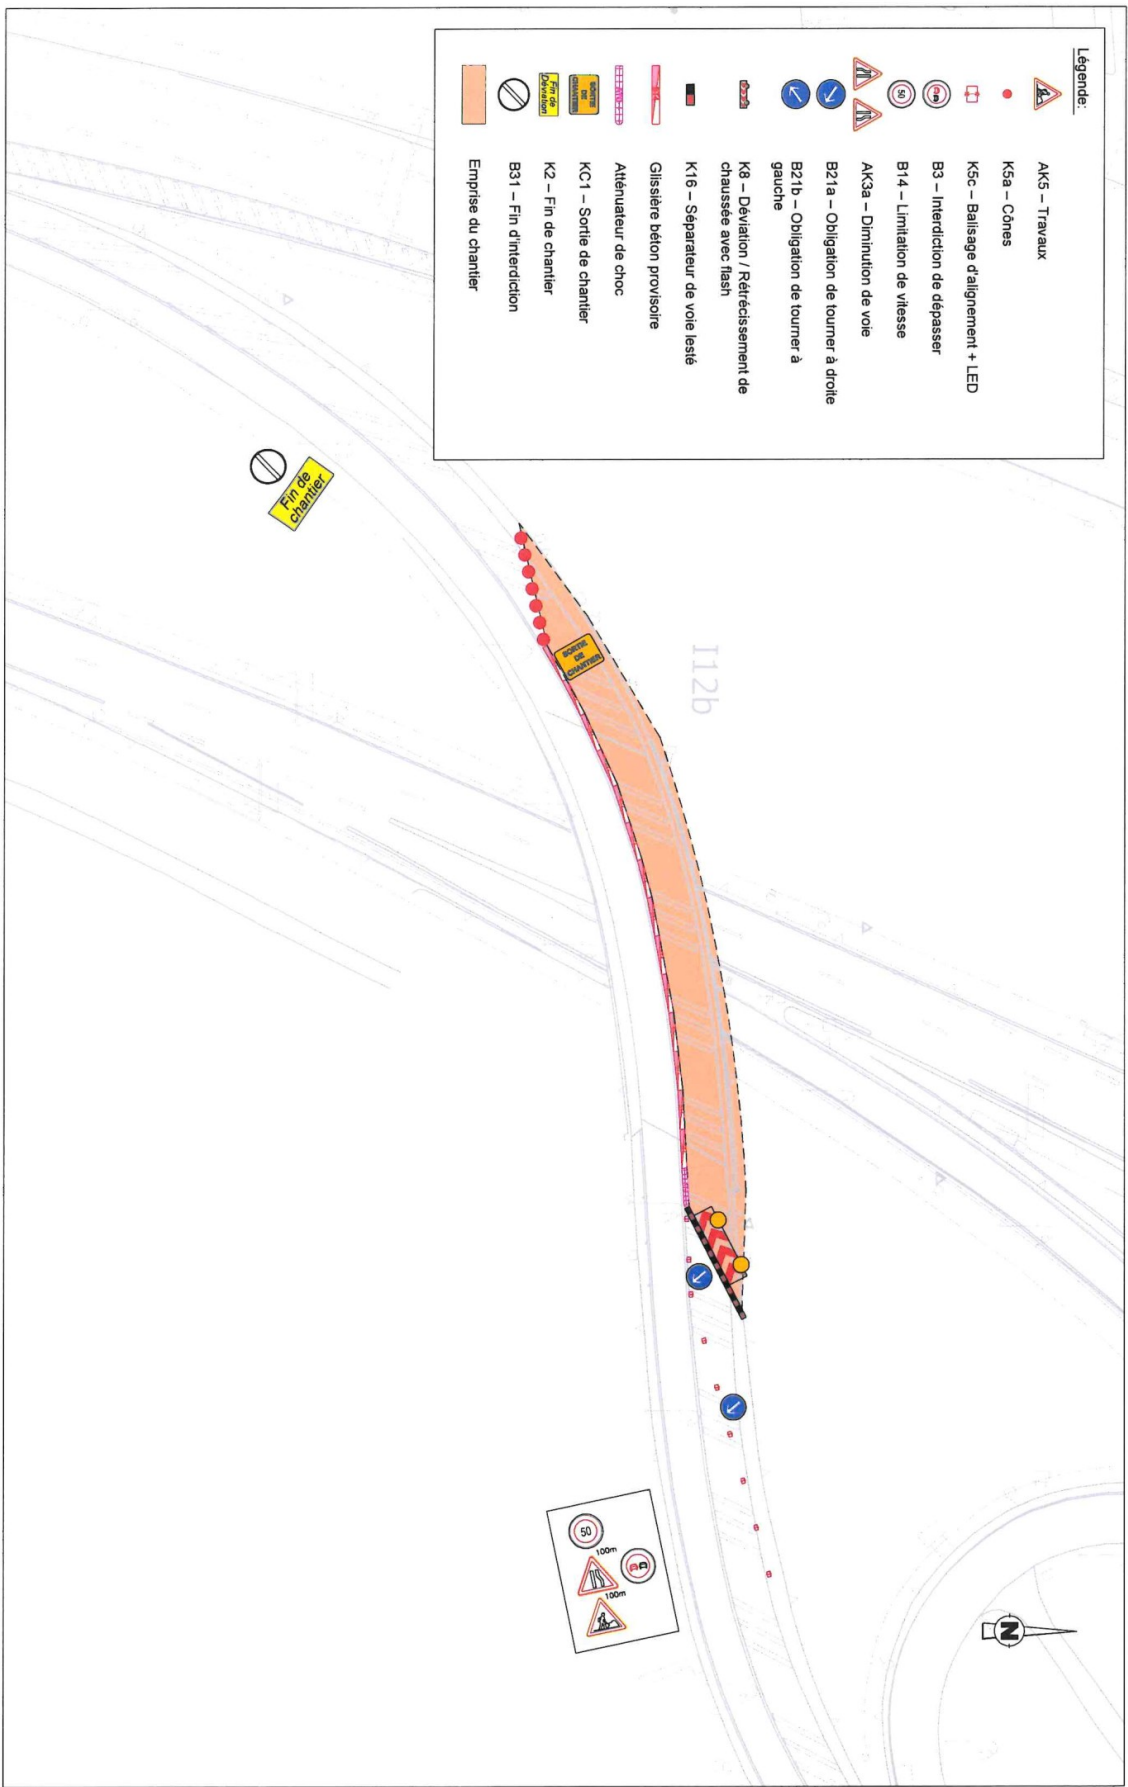 Légende:
AK5 – Travaux
K5a – Cônes
K5c – Balisage d'alignement + LED
B3 – Interdiction de dépasser
50
B14 – Limitation de vitesse
AK3a – Diminution de voie
B21a – Obligation de tourner à droite
B21b – Obligation de tourner à
gauche
K8 – Déviation / Rétrécissement de
chaussée avec flash
K16 – Séparateur de voie lesté
Glissière béton provisoire
Atténuateur de choc
SORTIE
DE
CHANTIER
KC1 – Sortie de chantier
Fin de
Déviation
K2 – Fin de chantier
B31 – Fin d'interdiction
Emprise du chantier
I12b
Fin de
chantier
SORTIE
DE
CHANTIER
50
100m
100m
N